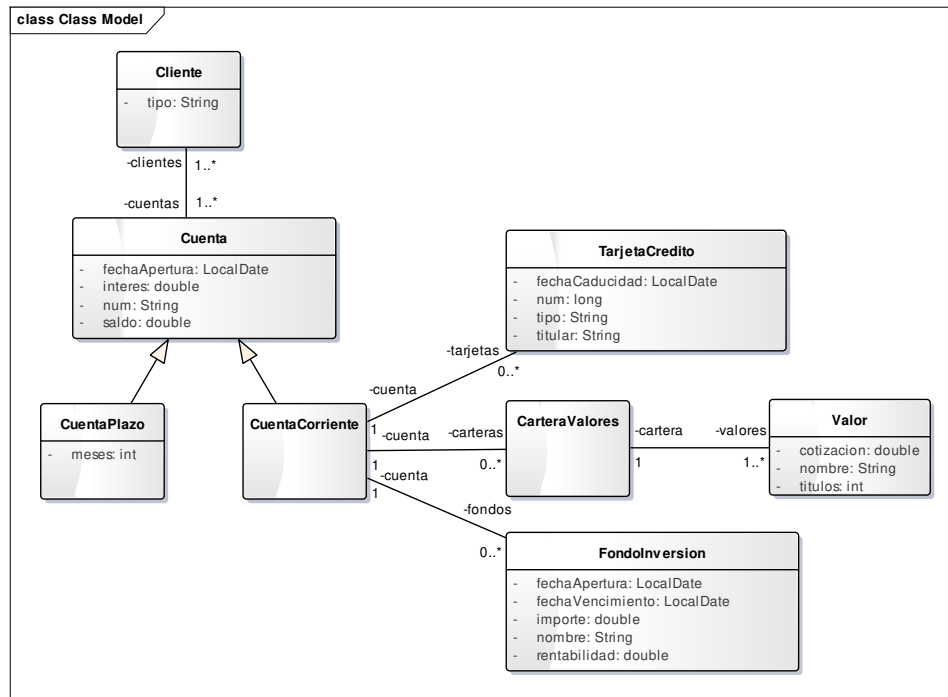 class Class Model
Cliente
- tipo: String
-clientes 1..*
-cuentas 1..*
Cuenta
- fechaApertura: LocalDate
- interes: double
- num: String
- saldo: double
TarjetaCredito
- fechaCaducidad: LocalDate
- num: long
- tipo: String
- titular: String
-tarjetas
0..*
-cuenta
1
CuentaPlazo
- meses: int
CuentaCorriente
-cuenta
1
-carteras
0..*
CarteraValores
-cartera
1
-valores
1..*
Valor
- cotizacion: double
- nombre: String
- titulos: int
-cuenta
1
-fondos
0..*
FondoInversion
- fechaApertura: LocalDate
- fechaVencimiento: LocalDate
- importe: double
- nombre: String
- rentabilidad: double